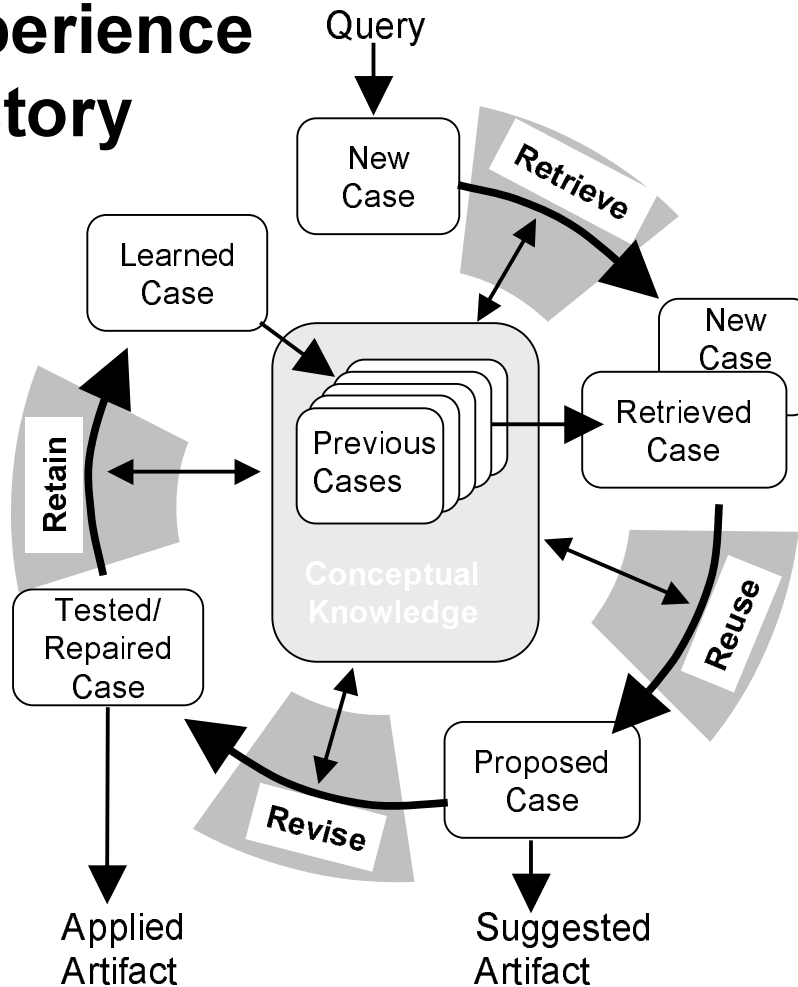 perience
tory
Query
New
Case
Retrieve
Learned
Case
New
Case
Retrieved
Case
Previous
Cases
Retain
Conceptual
Knowledge
Reuse
Tested/
Repaired
Case
Proposed
Case
Revise
Applied
Artifact
Suggested
Artifact